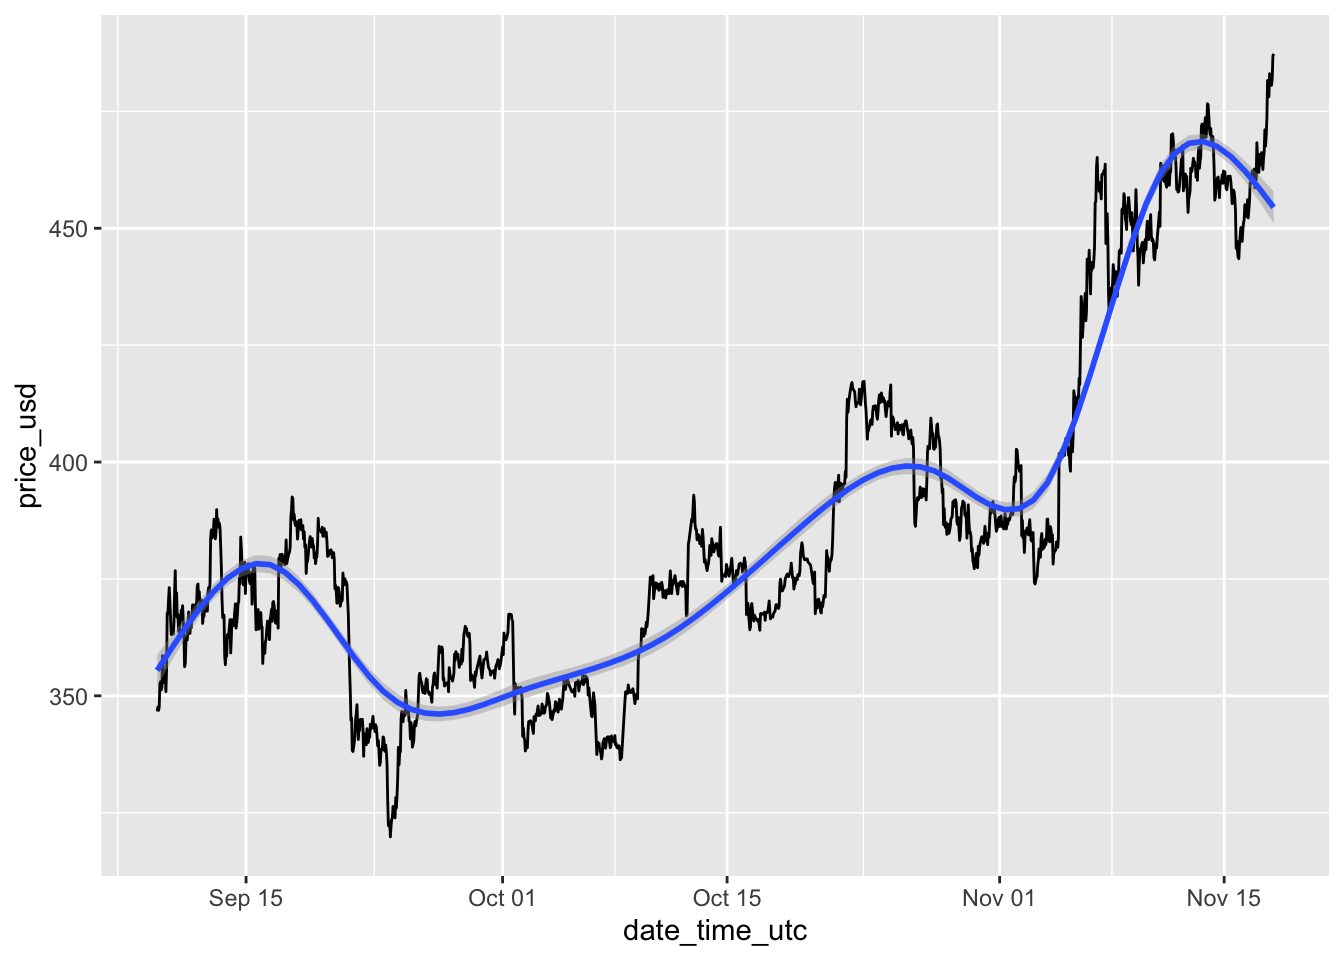 price_usd
450
400
350
Sep 15
Oct 01
Oct 15
Nov 01
Nov 15
date_time_utc